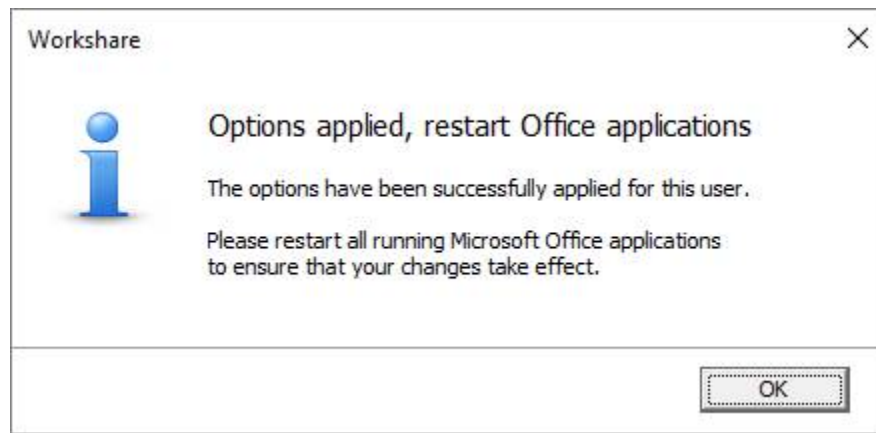 Workshare
Options applied, restart Office applications
The options have been successfully applied for this user.
Please restart all running Microsoft Office applications
to ensure that your changes take effect.
OK